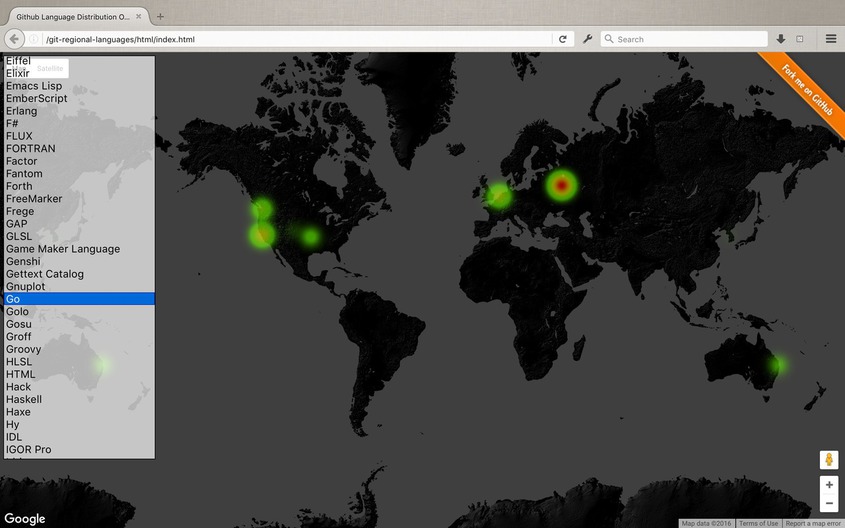 Github Language Distribution O...
/git-regional-languages/html/index.html
Search
Fork me on GitHub
Satellite
Eiffel
Elixir
Emacs Lisp
EmberScript
Erlang
F#
FLUX
FORTRAN
Factor
Fantom
Forth
FreeMarker
Frege
GAP
GLSL
Game Maker Language
Genshi
Gettext Catalog
Gnuplot
Go
Golo
Gosu
Groff
Groovy
HLSL
HTML
Hack
Haskell
Haxe
Hy
IDL
IGOR Pro
Google
Map data ©2016 Terms of Use Report a map error